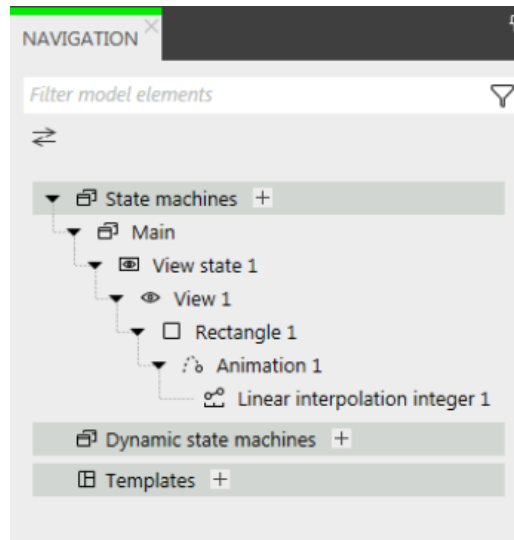 NAVIGATION
Filter model elements
State machines
Main
View state 1
View 1
Rectangle 1
Animation 1
Linear interpolation integer 1
Dynamic state machines
Templates